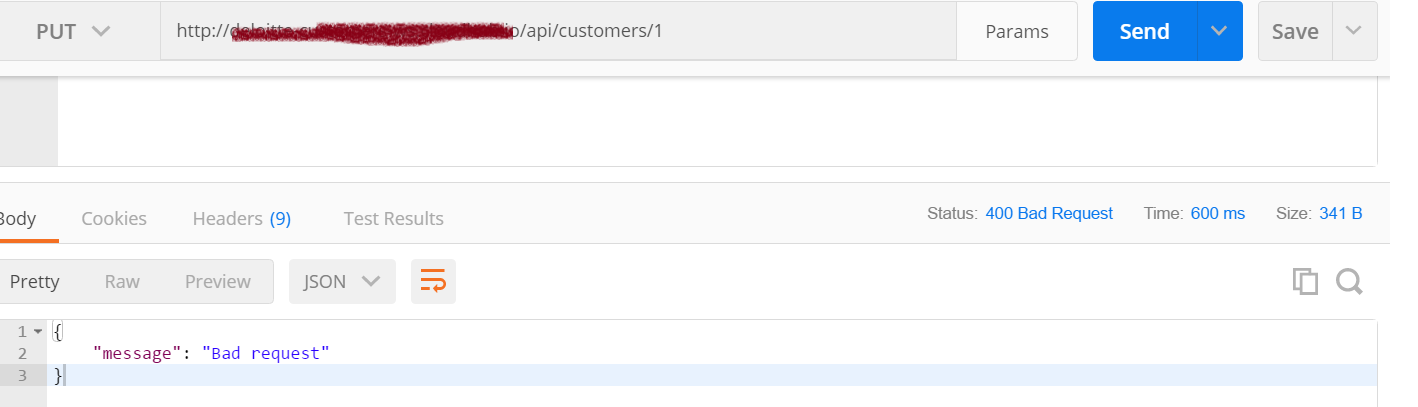 PUT
http://
o/api/customers/1
Params
Send
Save
Body
Cookies
Headers (9)
Test Results
Status: 400 Bad Request
Time: 600 ms
Size: 341 B
Pretty
Raw
Preview
JSON
1 {
2 "message": "Bad request"
3 }